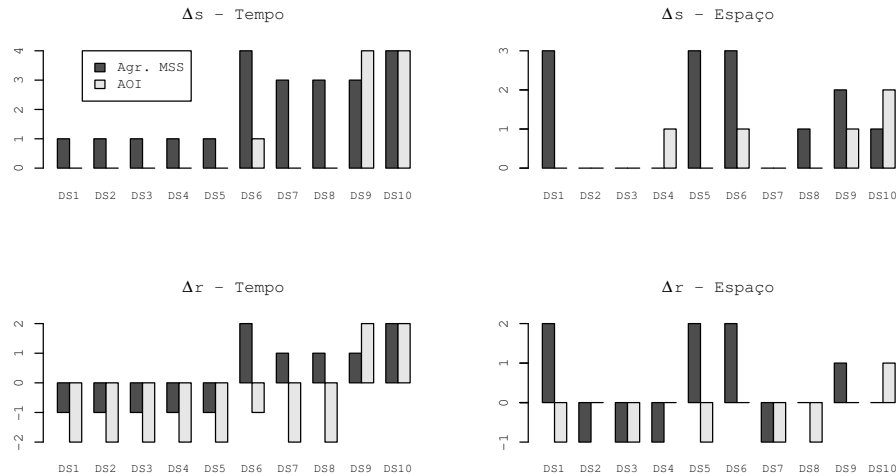 Δs − Tempo
4
3
2
1
0
Agr. MSS
AOI
DS1 DS2 DS3 DS4 DS5 DS6 DS7 DS8 DS9 DS10
Δs − Espaço
3
2
1
0
DS1 DS2 DS3 DS4 DS5 DS6 DS7 DS8 DS9 DS10
Δr − Tempo
2
1
0
−1
−2
DS1 DS2 DS3 DS4 DS5 DS6 DS7 DS8 DS9 DS10
Δr − Espaço
2
1
0
−1
DS1 DS2 DS3 DS4 DS5 DS6 DS7 DS8 DS9 DS10